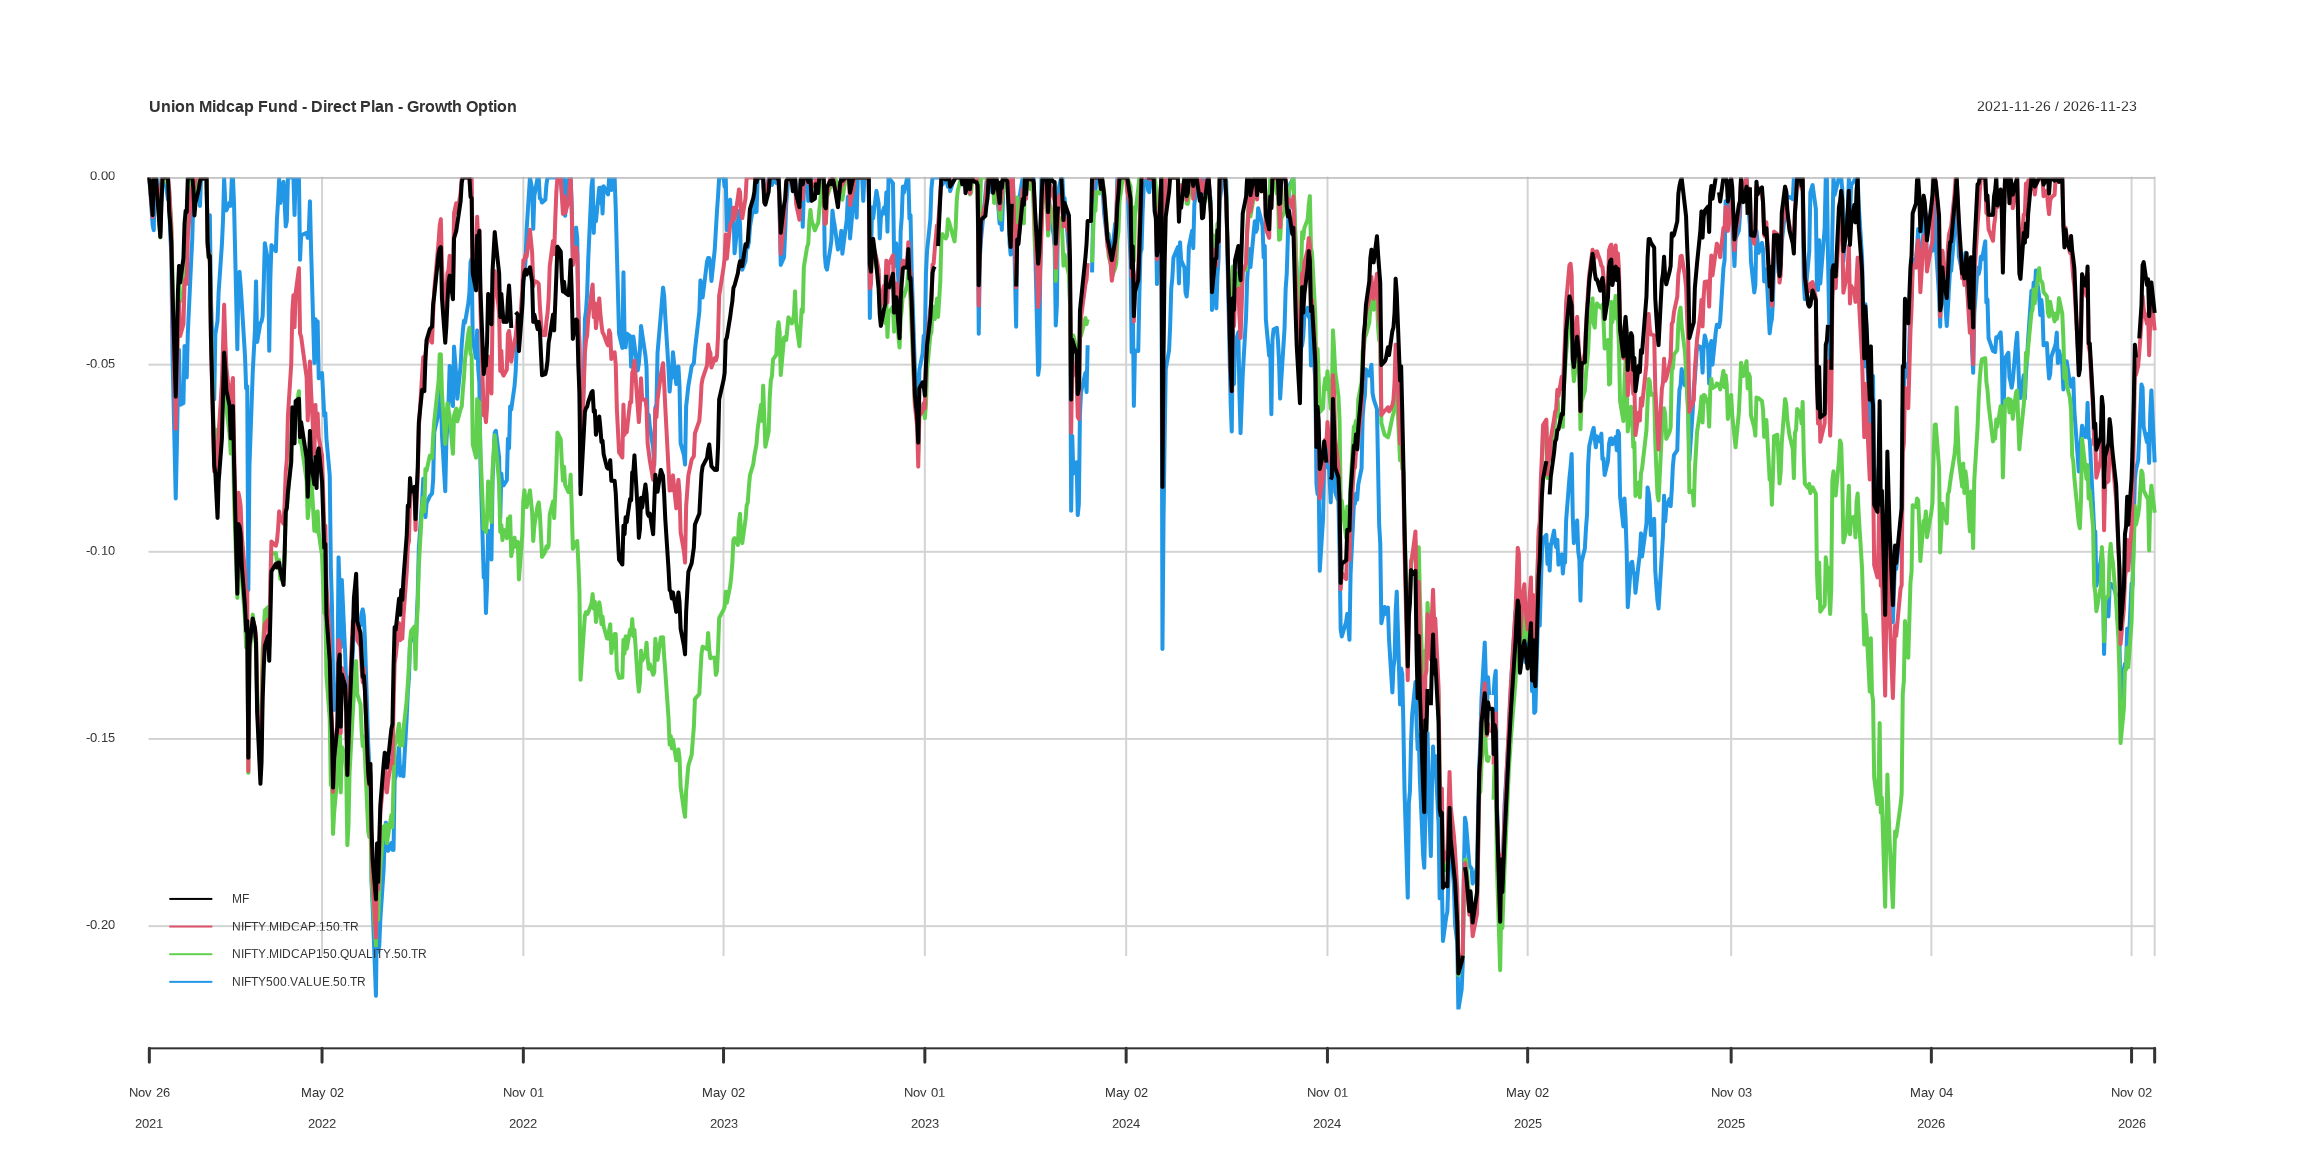 Union Midcap Fund - Direct Plan - Growth Option
2021-11-26 / 2026-11-23
0.00
-0.05
-0.10
-0.15
-0.20
MF
NIFTY.MIDCAP.150.TR
NIFTY.MIDCAP150.QUALITY.50.TR
NIFTY500.VALUE.50.TR
Nov 26 May 02 Nov 01 May 02 Nov 01 May 02 Nov 01 May 02 Nov 03 May 04 Nov 02
2021 2022 2022 2023 2023 2024 2024 2025 2025 2026 2026